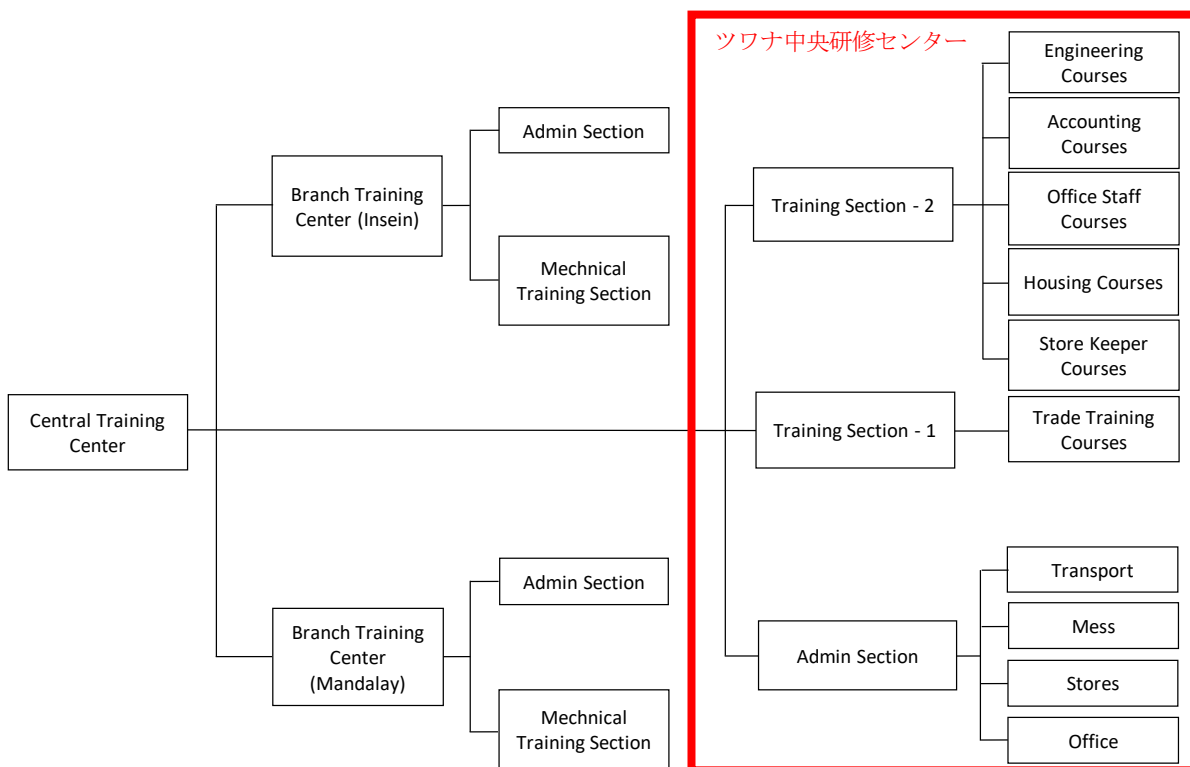 ツワナ中央研修センター
Engineering
Courses
Accounting
Courses
Admin Section
Branch Training
Center (Insein)
Training Section - 2
Office Staff
Courses
Mechnical
Training Section
Housing Courses
Store Keeper
Courses
Central Training
Center
Training Section - 1
Trade Training
Courses
Admin Section
Transport
Branch Training
Center
(Mandalay)
Admin Section
Mess
Stores
Mechnical
Training Section
Office